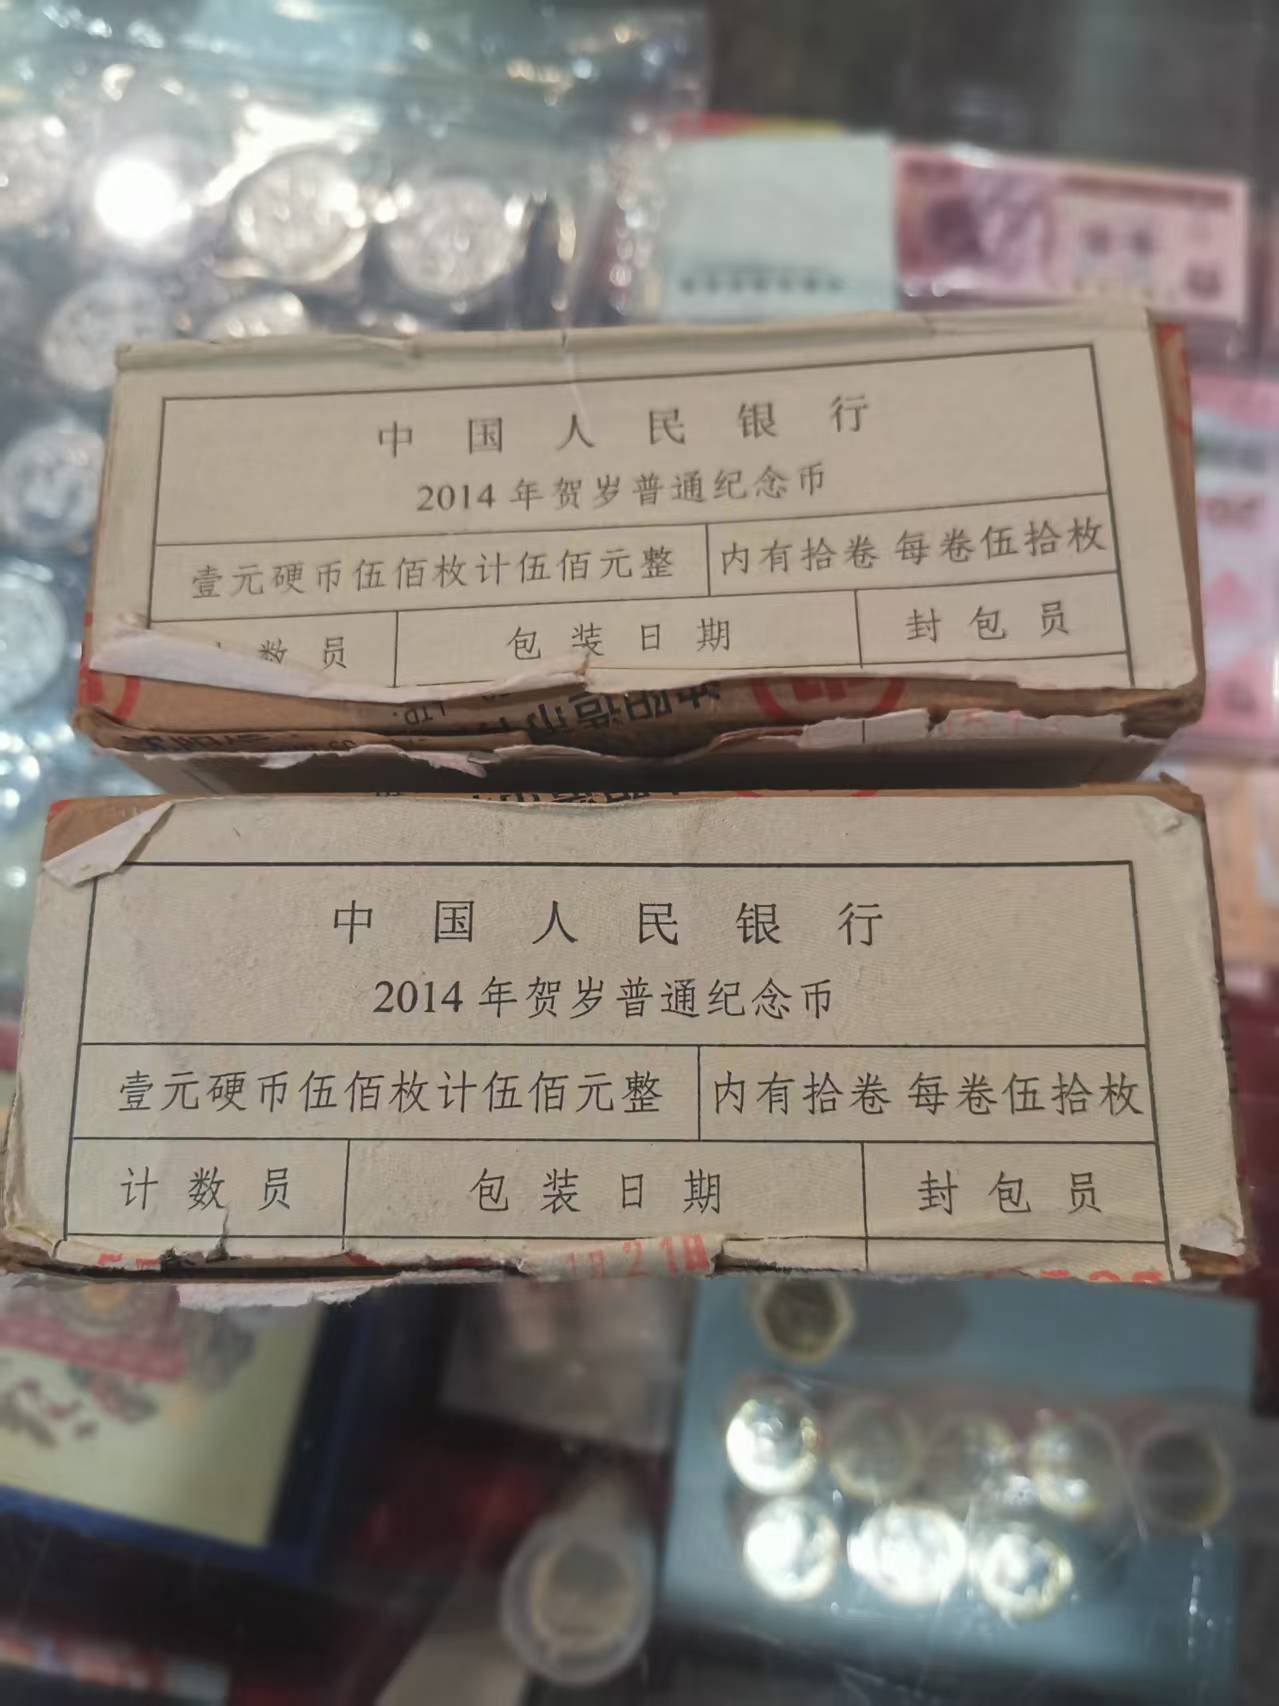 中国人民银行
2014年贺岁普通纪念币
壹元硬币伍佰枚计伍佰元整 内有拾卷 每卷伍拾枚
数员 包装日期 封包员
LTD.
中国人民银行
2014年贺岁普通纪念币
壹元硬币伍佰枚计伍佰元整 内有拾卷 每卷伍拾枚
计数员 包装日期 封包员